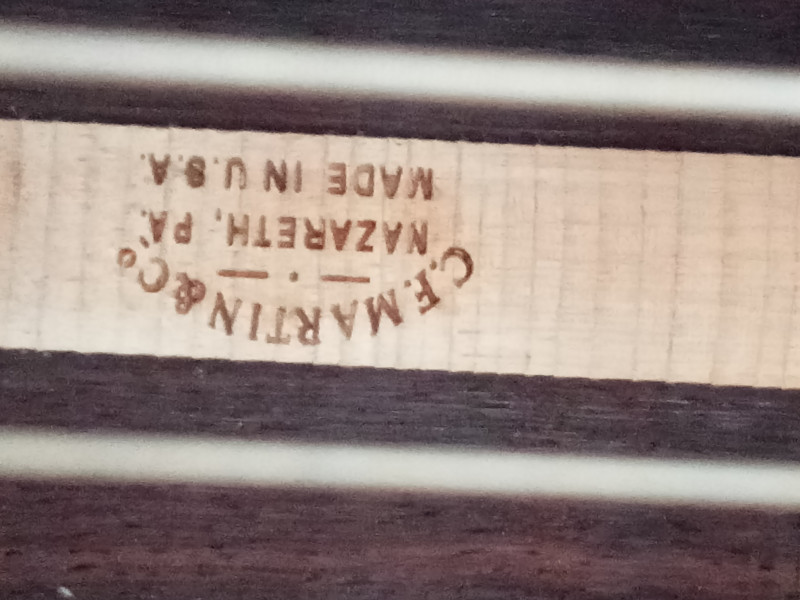 C.F. MARTIN & Co
NAZARETH, PA.
MADE IN U.S.A.